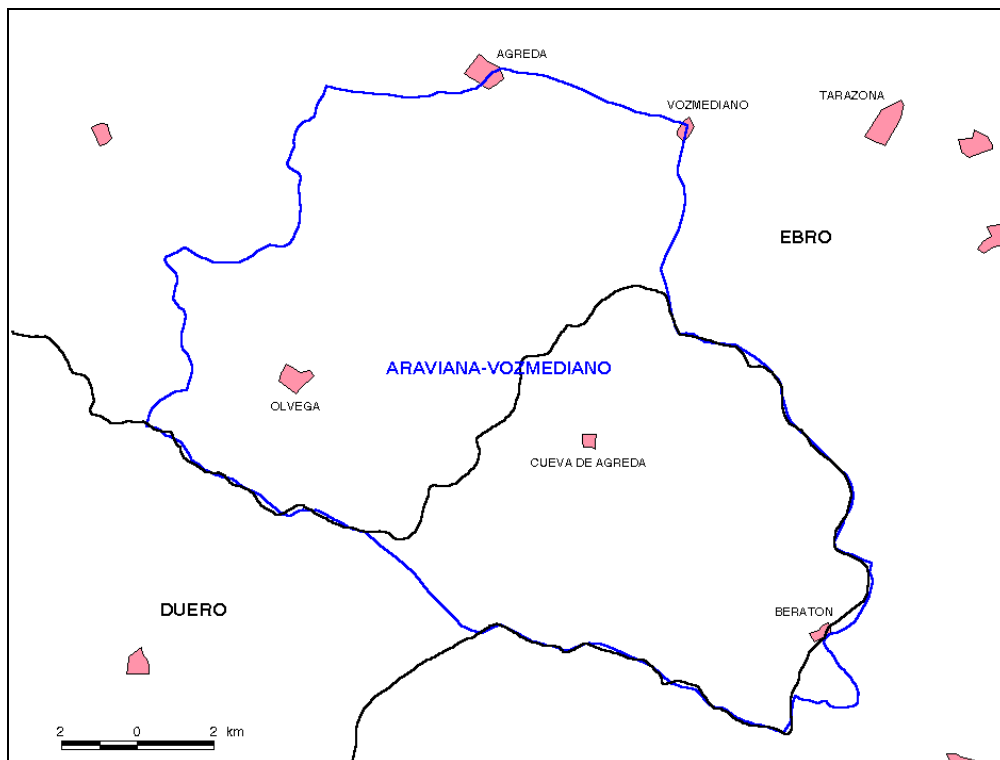 AGREDA
TARAZONA
VOZMEDIANO
EBRO
ARAVIANA-VOZMEDIANO
OLVEGA
CUEVA DE AGREDA
DUERO
BERATON
2 0 2 km